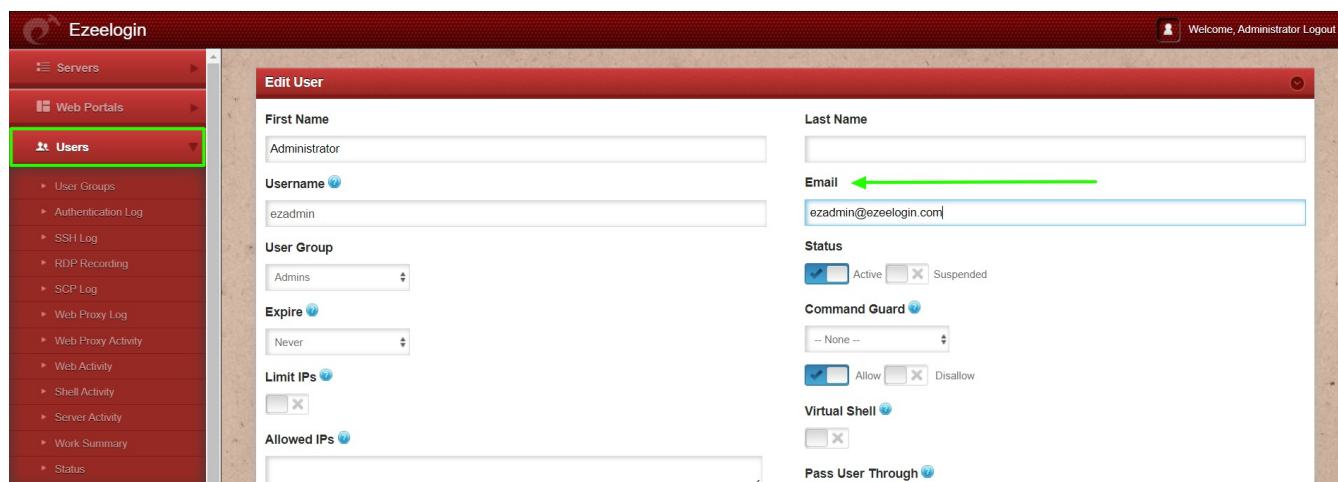 Ezeelogin
Welcome, Administrator Logout
Servers
Web Portals
Users
User Groups
Authentication Log
SSH Log
RDP Recording
SCP Log
Web Proxy Log
Web Proxy Activity
Web Activity
Shell Activity
Server Activity
Work Summary
Status
Edit User
First Name
Administrator
Last Name
Username
ezadmin
Email
ezadmin@ezeelogin.com
User Group
Admins
Status
Active Suspended
Expire
Never
Command Guard
-- None --
Allow Disallow
Limit IPs
Virtual Shell
Allowed IPs
Pass User Through